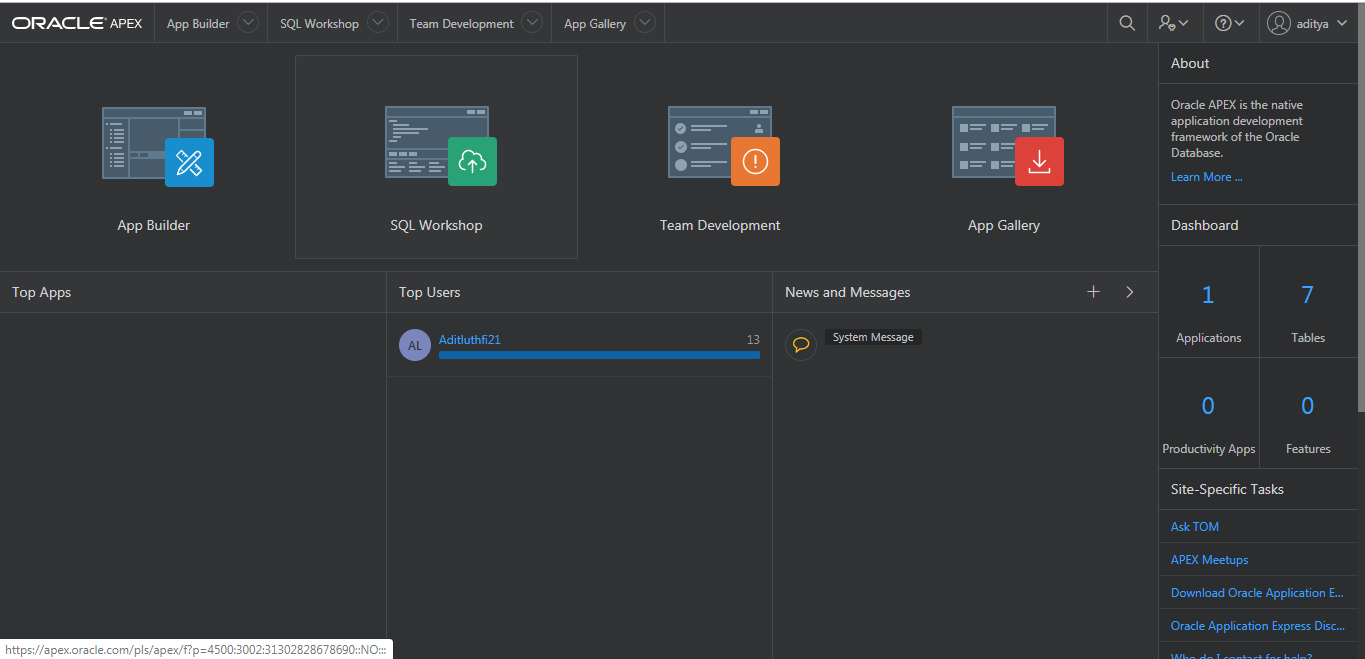 ORACLE APEX App Builder SQL Workshop Team Development App Gallery aditya
App Builder
SQL Workshop
Team Development
App Gallery
Top Apps
Top Users
AL Aditluthfi21 13
News and Messages
System Message
About
Oracle APEX is the native
application development
framework of the Oracle
Database.
Learn More ...
Dashboard
1
Applications
7
Tables
0
Productivity Apps
0
Features
Site-Specific Tasks
Ask TOM
APEX Meetups
Download Oracle Application E...
Oracle Application Express Disc...
Who do I contact for help?
https://apex.oracle.com/pls/apex/f?p=4500:3002:31302828678690::NO:::